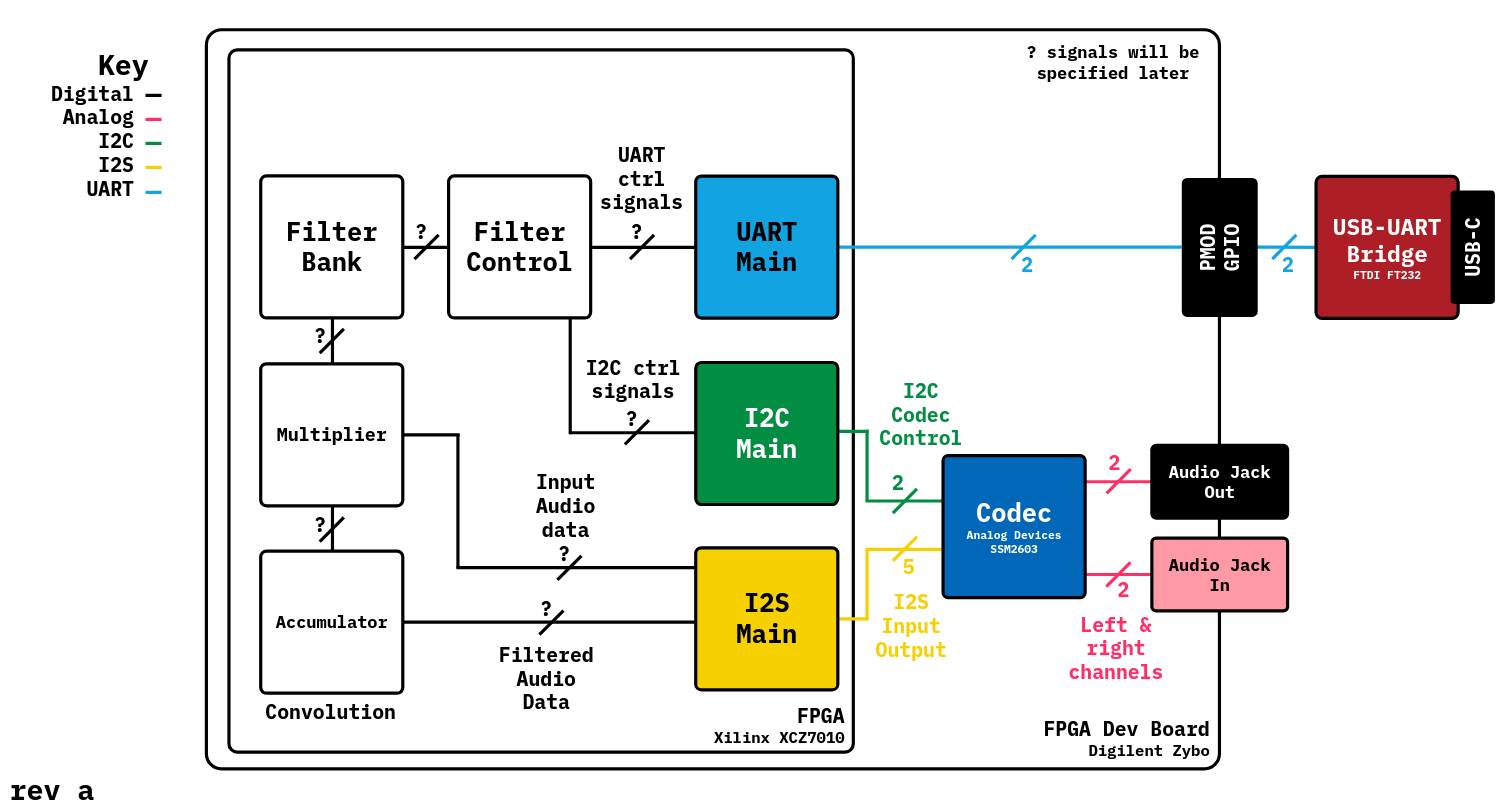 Key
Digital
Analog
I2C
I2S
UART
? signals will be
specified later
UART
ctrl
signals
Filter
Bank
?
Filter
Control
?
UART
Main
2
PMOD
GPIO
2
USB-UART
Bridge
FTDI FT232
USB-C
?
Multiplier
I2C ctrl
signals
?
I2C
Main
I2C
Codec
Control
2
Codec
Analog Devices
SSM2603
2
Audio Jack
Out
Audio Jack
In
2
Left &
right
channels
?
Input
Audio
data
?
Accumulator
?
Filtered
Audio
Data
I2S
Main
5
I2S
Input
Output
Convolution
FPGA
Xilinx XCZ7010
FPGA Dev Board
Digilent Zybo
rev a